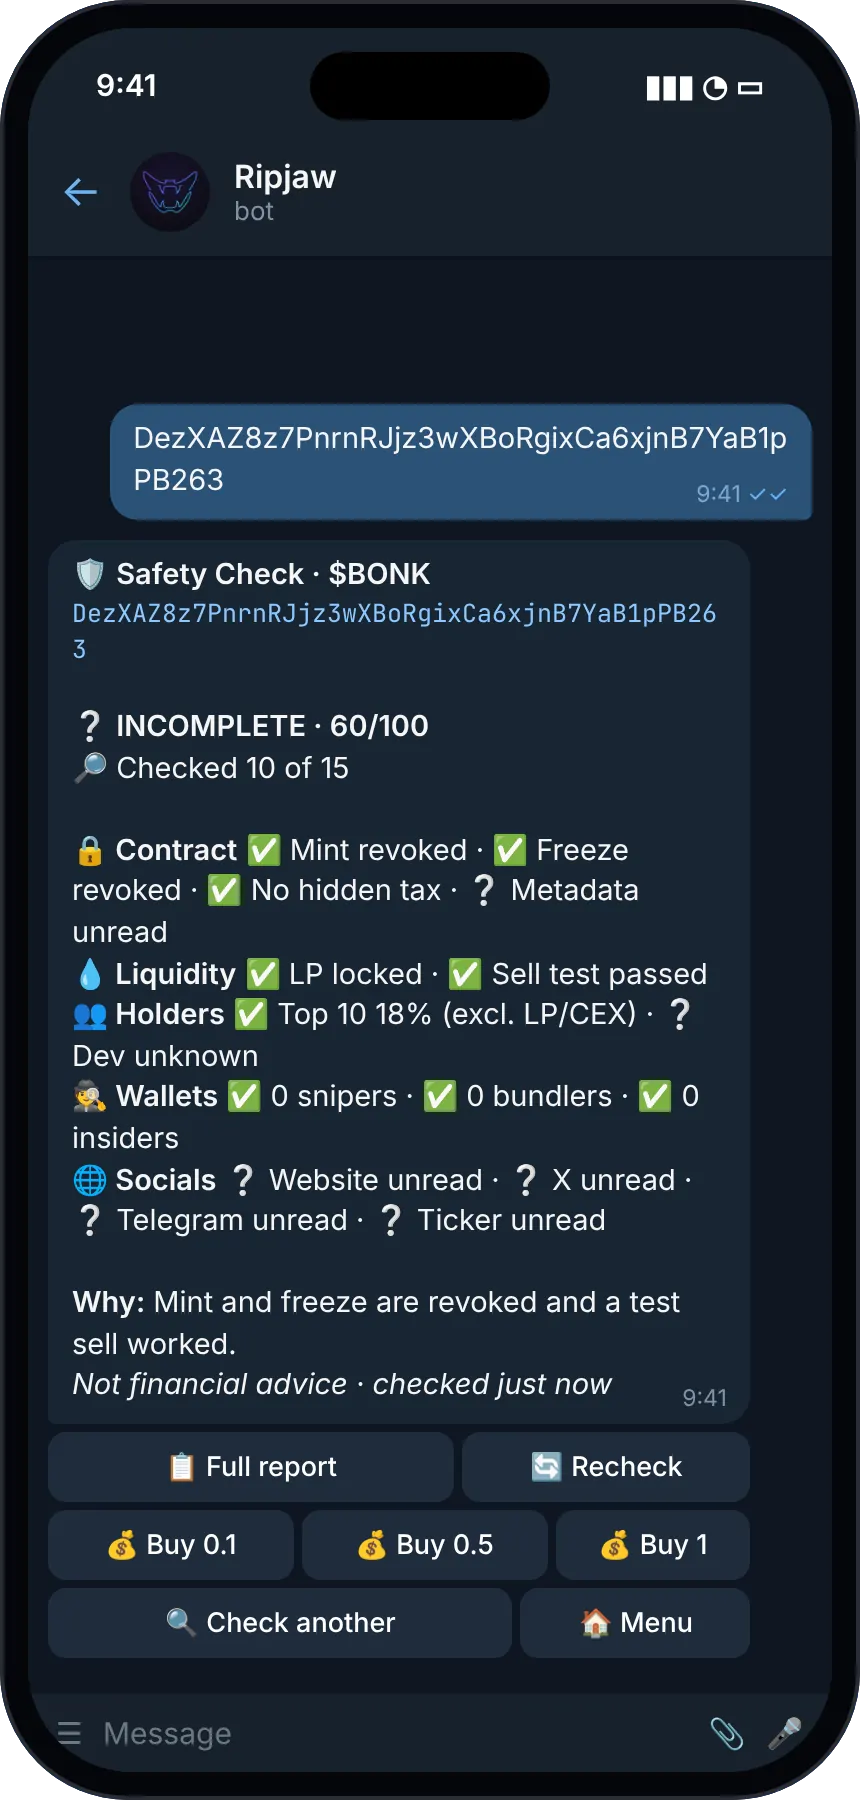 9:41
Ripjaw
bot
DezXAZ8z7PnrnRJjz3wXBoRgixCa6xjnB7YaB1p
PB263
9:41 ✓✓
🛡️ Safety Check · $BONK
DezXAZ8z7PnrnRJjz3wXBoRgixCa6xjnB7YaB1pPB26
3
❔ INCOMPLETE · 60/100
🔎 Checked 10 of 15
🔒 Contract ✅ Mint revoked · ✅ Freeze
revoked · ✅ No hidden tax · ❔ Metadata
unread
💧 Liquidity ✅ LP locked · ✅ Sell test passed
👥 Holders ✅ Top 10 18% (excl. LP/CEX) · ❔
Dev unknown
🕵️ Wallets ✅ 0 snipers · ✅ 0 bundlers · ✅ 0
insiders
🌐 Socials ❔ Website unread · ❔ X unread ·
❔ Telegram unread · ❔ Ticker unread
Why: Mint and freeze are revoked and a test
sell worked.
Not financial advice · checked just now
9:41
📋 Full report
🔄 Recheck
💰 Buy 0.1
💰 Buy 0.5
💰 Buy 1
🔍 Check another
🏠 Menu
Message